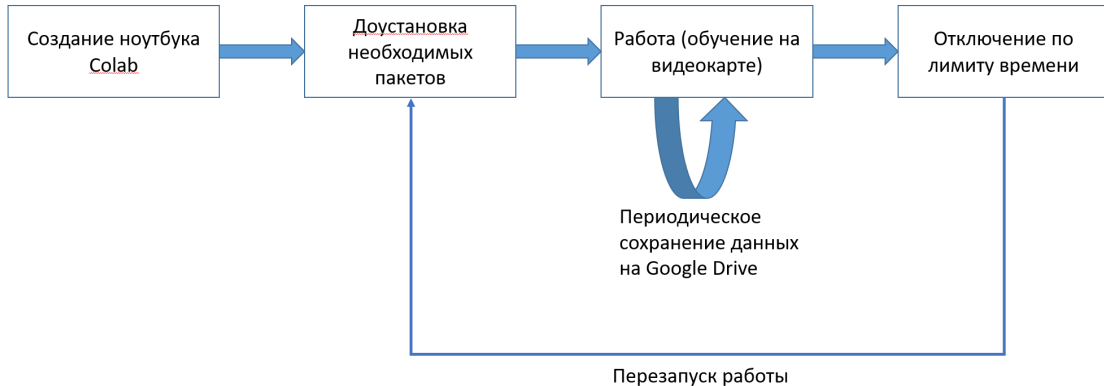 Создание ноутбука
Colab
Доустановка
необходимых
пакетов
Работа (обучение на
видеокарте)
Отключение по
лимиту времени
Периодическое
сохранение данных
на Google Drive
Перезапуск работы